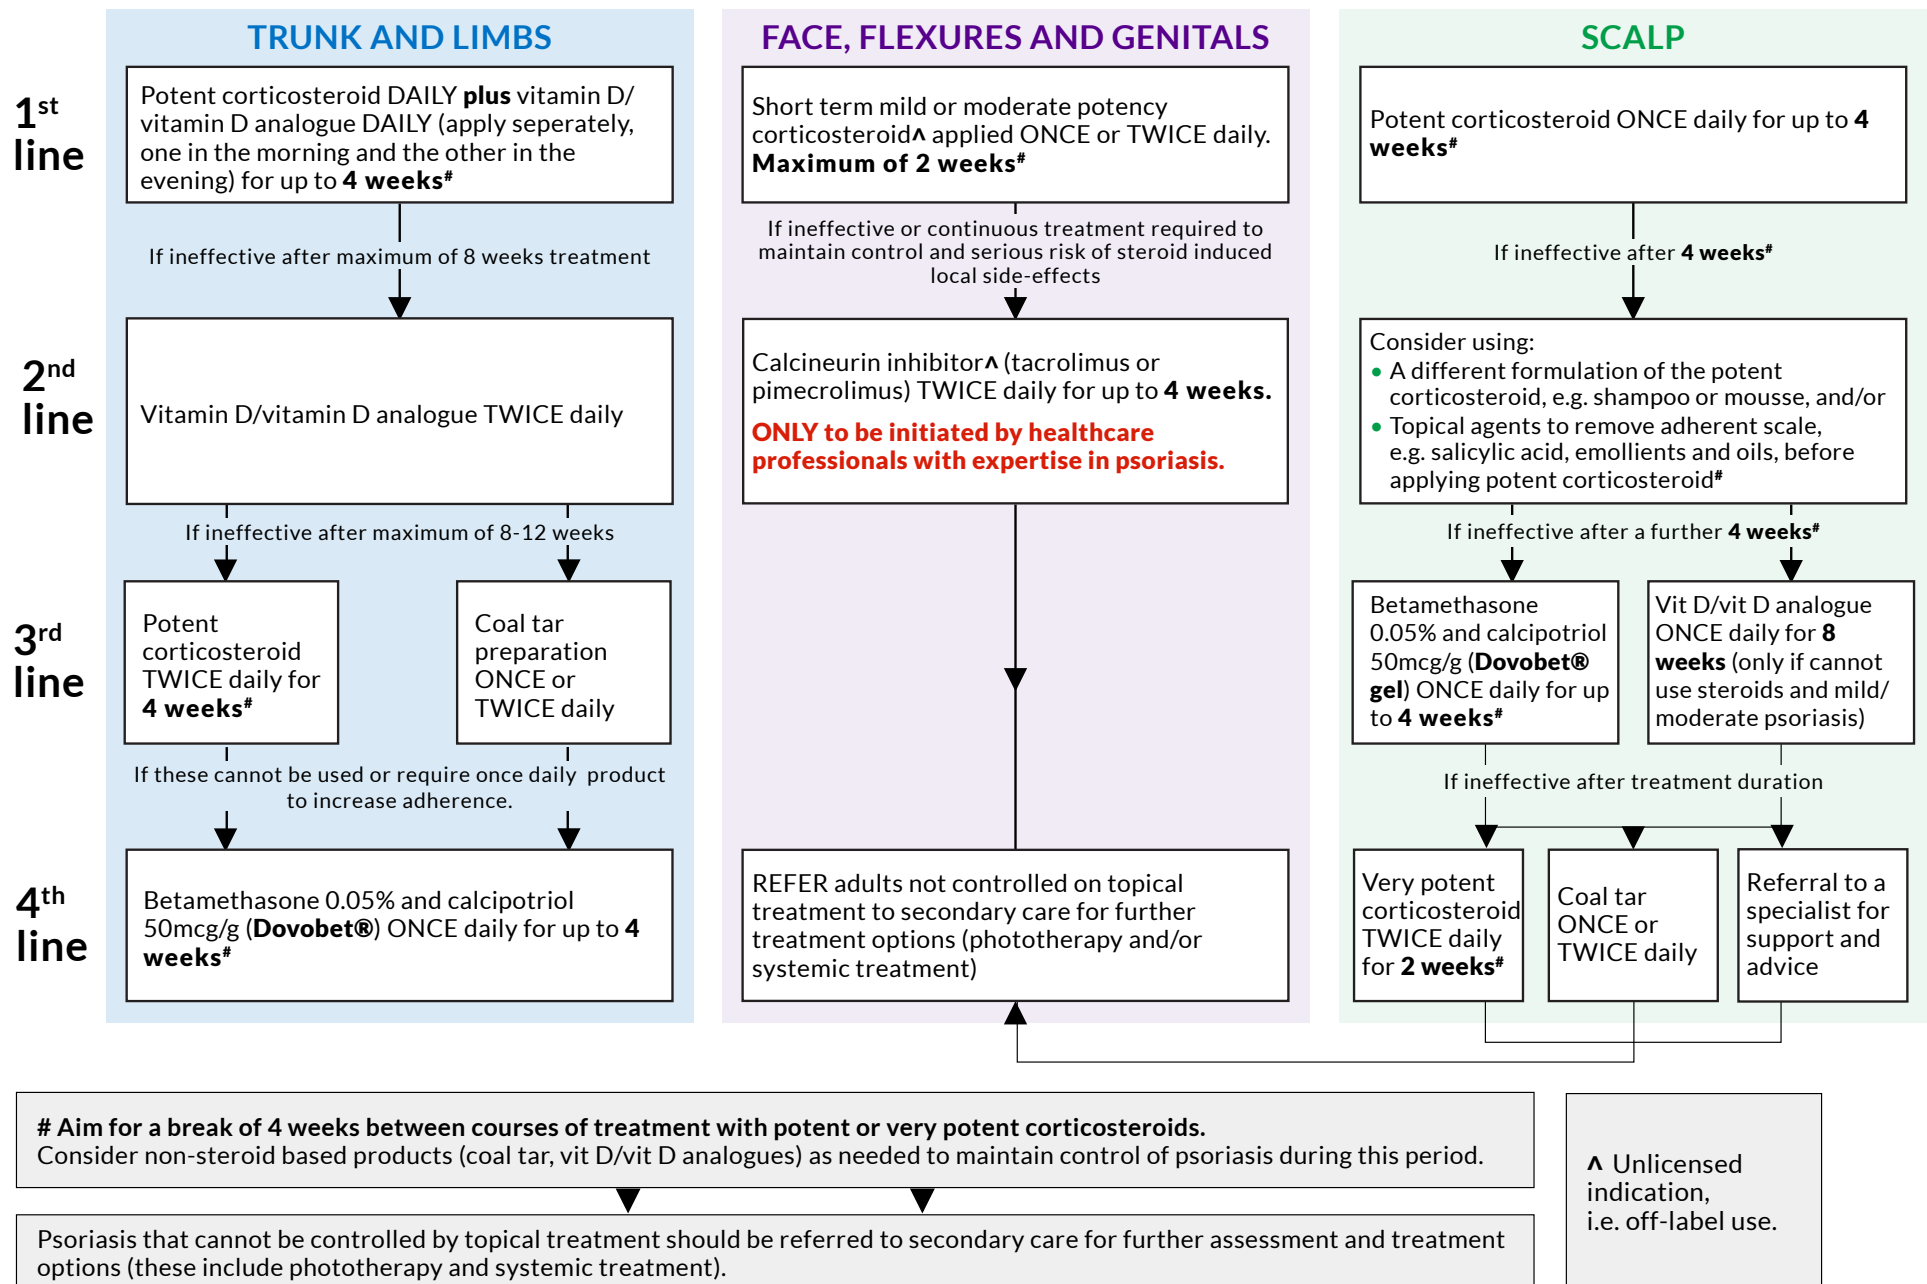 TRUNK AND LIMBS
FACE, FLEXURES AND GENITALS
SCALP
1st
line
Potent corticosteroid DAILY plus vitamin D/
vitamin D analogue DAILY (apply seperately,
one in the morning and the other in the
evening) for up to 4 weeks#
Short term mild or moderate potency
corticosteroid^ applied ONCE or TWICE daily.
Maximum of 2 weeks#
Potent corticosteroid ONCE daily for up to 4
weeks#
If ineffective after maximum of 8 weeks treatment
If ineffective or continuous treatment required to
maintain control and serious risk of steroid induced
local side-effects
If ineffective after 4 weeks#
2nd
line
Vitamin D/vitamin D analogue TWICE daily
Calcineurin inhibitor^ (tacrolimus or
pimecrolimus) TWICE daily for up to 4 weeks.
ONLY to be initiated by healthcare
professionals with expertise in psoriasis.
Consider using:
• A different formulation of the potent
corticosteroid, e.g. shampoo or mousse, and/or
• Topical agents to remove adherent scale,
e.g. salicylic acid, emollients and oils, before
applying potent corticosteroid#
If ineffective after maximum of 8-12 weeks
If ineffective after a further 4 weeks#
3rd
line
Potent
corticosteroid
TWICE daily for
4 weeks#
Coal tar
preparation
ONCE or
TWICE daily
Betamethasone
0.05% and calcipotriol
50mcg/g (Dovobet®
gel) ONCE daily for up
to 4 weeks#
Vit D/vit D analogue
ONCE daily for 8
weeks (only if cannot
use steroids and mild/
moderate psoriasis)
If these cannot be used or require once daily product
to increase adherence.
If ineffective after treatment duration
4th
line
Betamethasone 0.05% and calcipotriol
50mcg/g (Dovobet®) ONCE daily for up to 4
weeks#
REFER adults not controlled on topical
treatment to secondary care for further
treatment options (phototherapy and/or
systemic treatment)
Very potent
corticosteroid
TWICE daily
for 2 weeks#
Coal tar
ONCE or
TWICE daily
Referral to a
specialist for
support and
advice
# Aim for a break of 4 weeks between courses of treatment with potent or very potent corticosteroids.
Consider non-steroid based products (coal tar, vit D/vit D analogues) as needed to maintain control of psoriasis during this period.
^ Unlicensed
indication,
i.e. off-label use.
Psoriasis that cannot be controlled by topical treatment should be referred to secondary care for further assessment and treatment
options (these include phototherapy and systemic treatment).